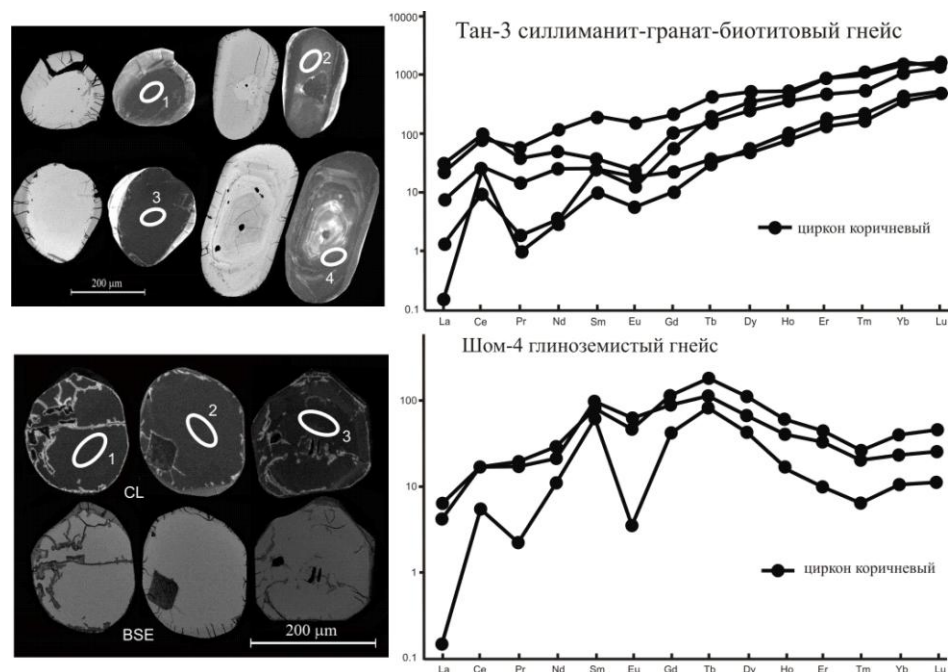 1
2
3
4
200 μm
Тан-3 силлиманит-гранат-биотитовый гнейс
10000
1000
100
10
1
0.1
циркон коричневый
La Ce Pr Nd Sm Eu Gd Tb Dy Ho Er Tm Yb Lu
1
2
3
CL
BSE
200 μm
Шом-4 глиноземистый гнейс
100
10
1
0.1
циркон коричневый
La Ce Pr Nd Sm Eu Gd Tb Dy Ho Er Tm Yb Lu